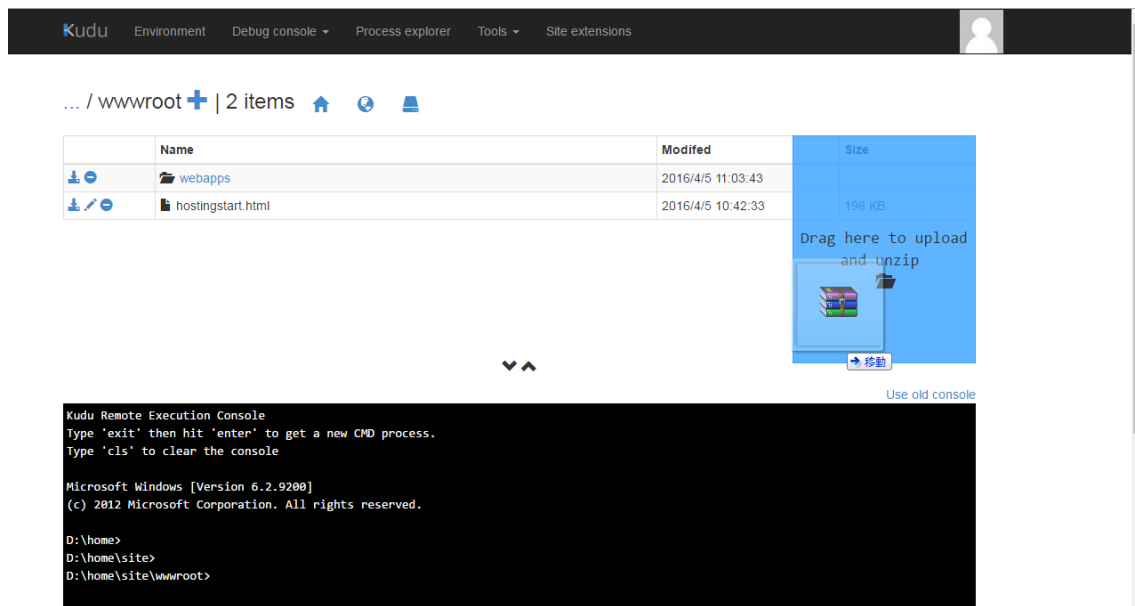 Kudu Environment Debug console Process explorer Tools Site extensions
... / wwwroot | 2 items
Name Modifed Size
webapps 2016/4/5 11:03:43
hostingstart.html 2016/4/5 10:42:33 198 KB
Drag here to upload
and unzip
移動
Use old console
Kudu Remote Execution Console
Type 'exit' then hit 'enter' to get a new CMD process.
Type 'cls' to clear the console
Microsoft Windows [Version 6.2.9200]
(c) 2012 Microsoft Corporation. All rights reserved.
D:\home>
D:\home\site>
D:\home\site\wwwroot>